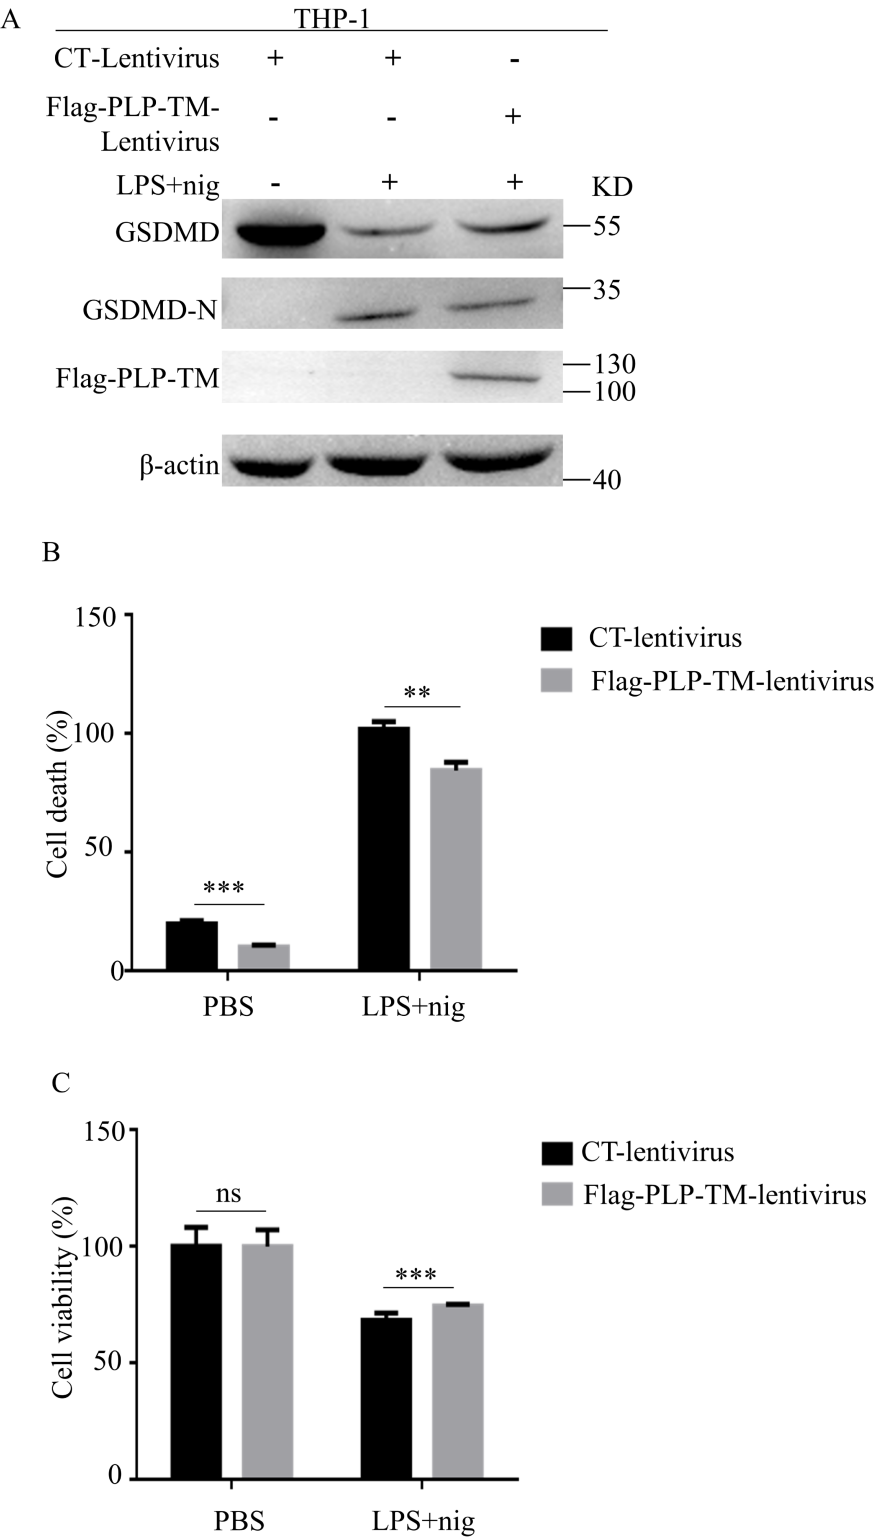 A
THP-1
CT-Lentivirus + + -
Flag-PLP-TM-
Lentivirus - - +
LPS+nig - + + KD
GSDMD 55
GSDMD-N 35
Flag-PLP-TM 130
100
β-actin 40
B
150
100
50
0
Cell death (%)
***
**
PBS LPS+nig
CT-lentivirus
Flag-PLP-TM-lentivirus
C
150
100
50
0
Cell viability (%)
ns
***
PBS LPS+nig
CT-lentivirus
Flag-PLP-TM-lentivirus